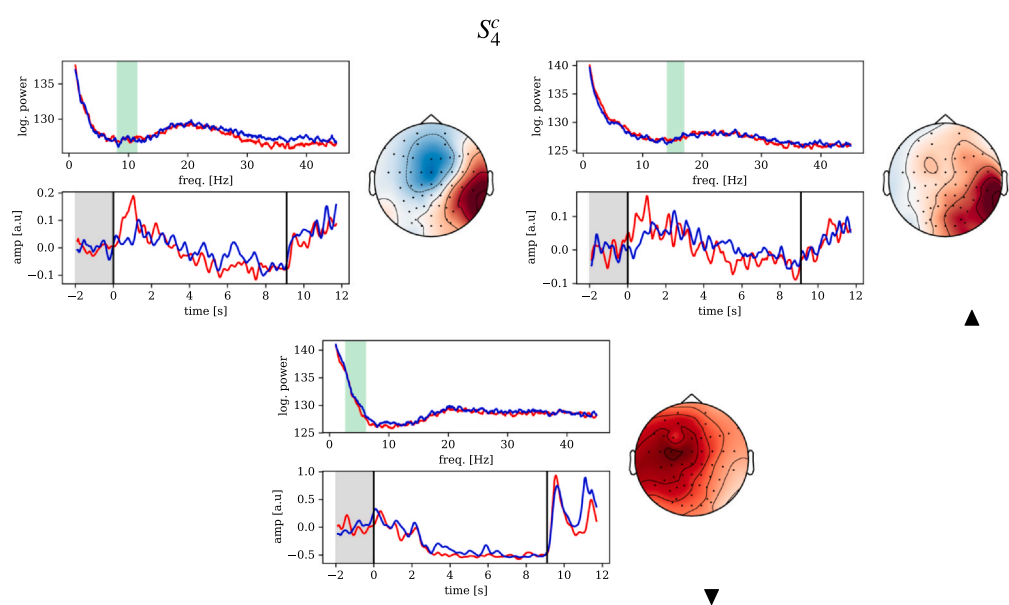 S_4^c
log. power
135
130
0 10 20 30 40
freq. [Hz]
amp [a.u]
0.2
0.1
0.0
−0.1
−2 0 2 4 6 8 10 12
time [s]
log. power
140
135
130
125
0 10 20 30 40
freq. [Hz]
amp [a.u]
0.1
0.0
−0.1
−2 0 2 4 6 8 10 12
time [s]
▲
log. power
140
135
130
125
0 10 20 30 40
freq. [Hz]
amp [a.u]
1.0
0.5
0.0
−0.5
−2 0 2 4 6 8 10 12
time [s]
▼